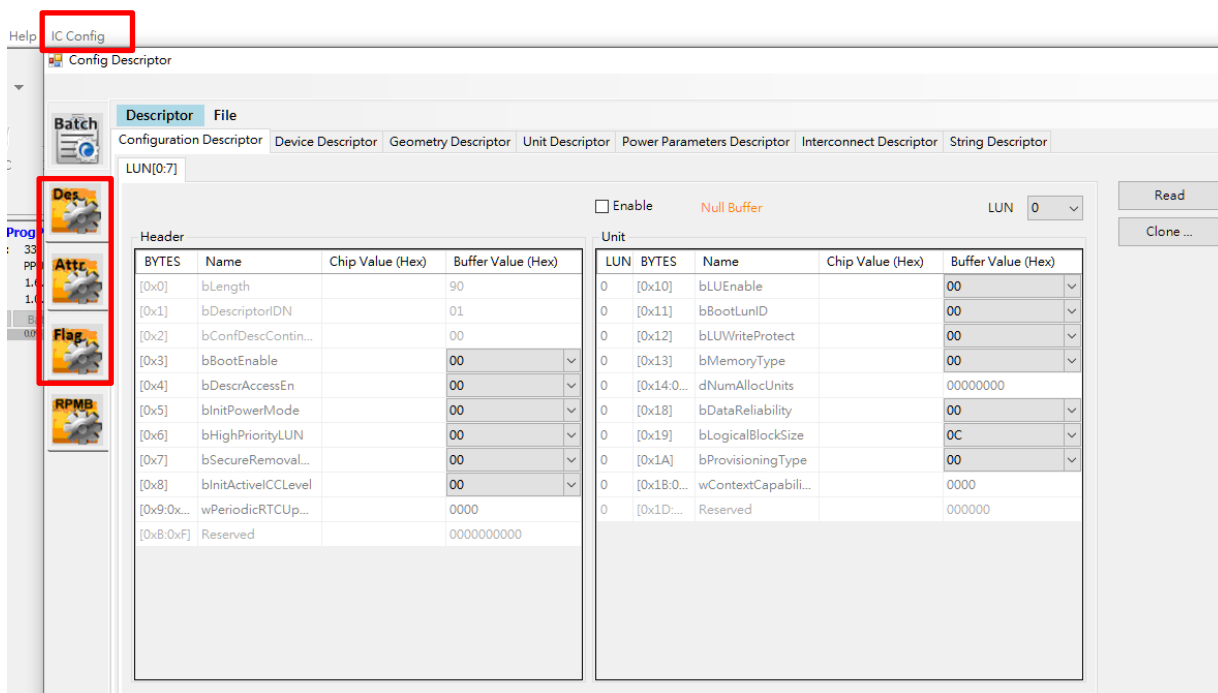 Help IC Config
Config Descriptor
Batch
Descriptor File
Configuration Descriptor Device Descriptor Geometry Descriptor Unit Descriptor Power Parameters Descriptor Interconnect Descriptor String Descriptor
LUN[0:7]
Des
Attr
Flag
RPMB
Enable Null Buffer LUN 0
Read
Clone ...
Header
BYTES Name Chip Value (Hex) Buffer Value (Hex)
[0x0] bLength 90
[0x1] bDescriptorIDN 01
[0x2] bConfDescContin... 00
[0x3] bBootEnable 00
[0x4] bDescrAccessEn 00
[0x5] bInitPowerMode 00
[0x6] bHighPriorityLUN 00
[0x7] bSecureRemoval... 00
[0x8] bInitActiveICCLevel 00
[0x9:0x... wPeriodicRTCUp... 0000
[0xB:0xF] Reserved 0000000000
Unit
LUN BYTES Name Chip Value (Hex) Buffer Value (Hex)
0 [0x10] bLUEnable 00
0 [0x11] bBootLunID 00
0 [0x12] bLUWriteProtect 00
0 [0x13] bMemoryType 00
0 [0x14:0... dNumAllocUnits 00000000
0 [0x18] bDataReliability 00
0 [0x19] bLogicalBlockSize 0C
0 [0x1A] bProvisioningType 00
0 [0x1B:0... wContextCapabili... 0000
0 [0x1D:... Reserved 000000